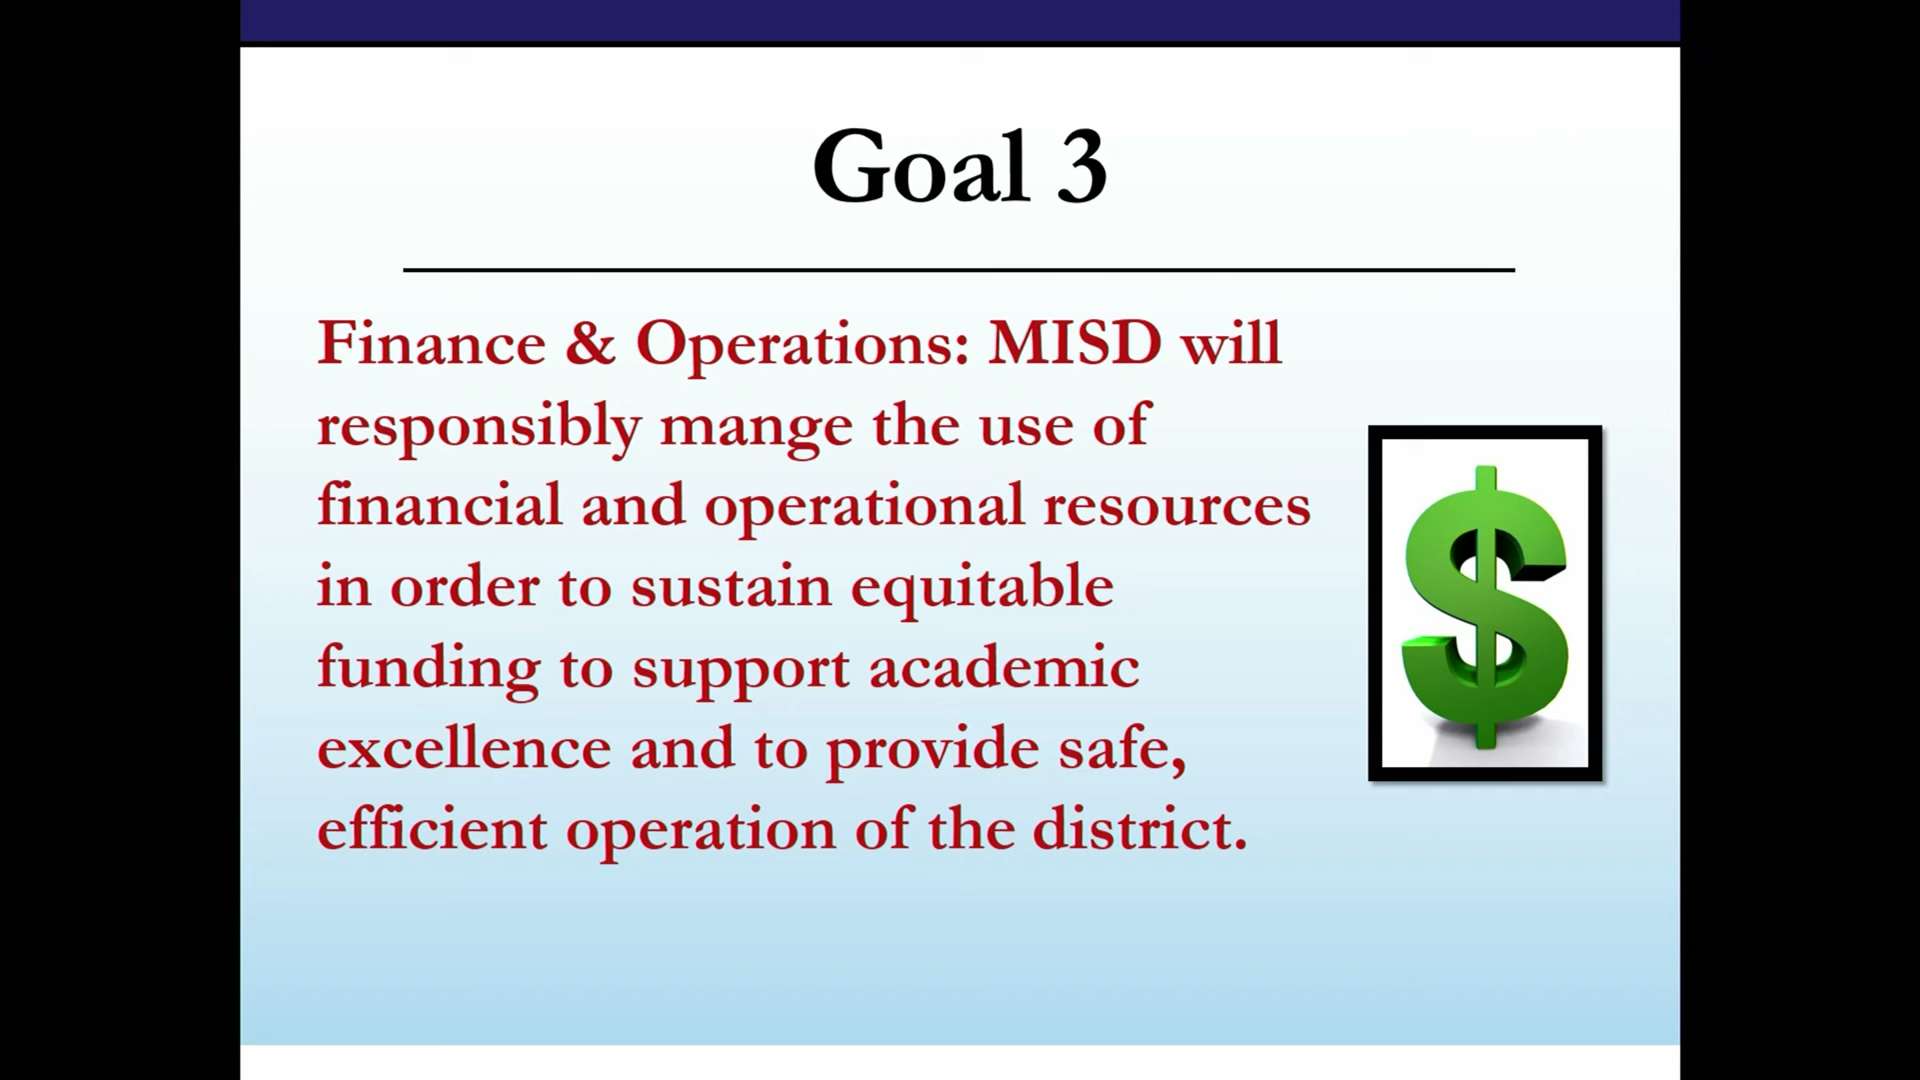 Goal 3
Finance & Operations: MISD will
responsibly mange the use of
financial and operational resources
in order to sustain equitable
funding to support academic
excellence and to provide safe,
efficient operation of the district.
$